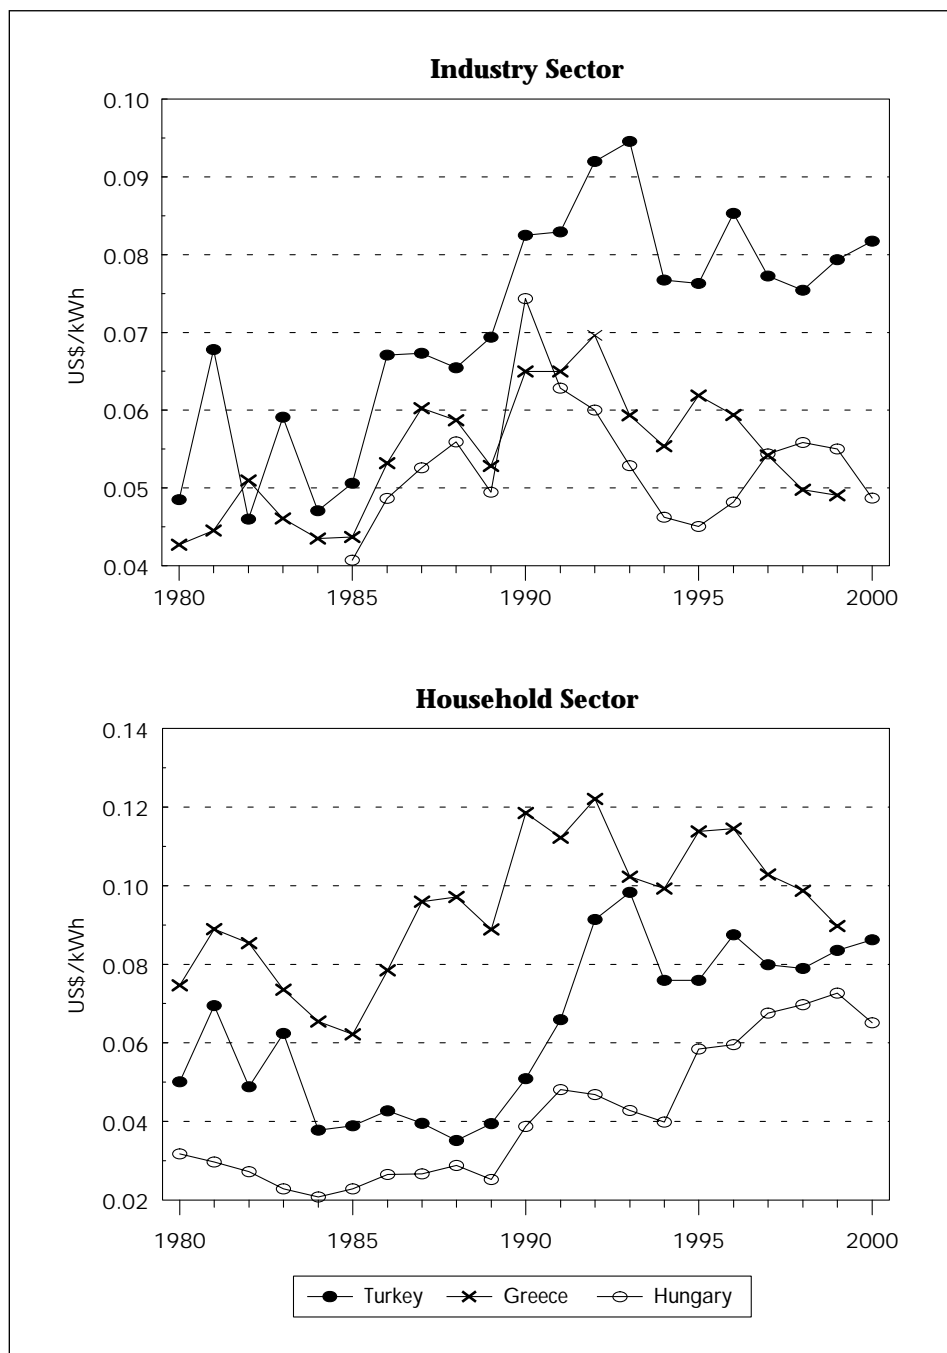 Industry Sector
0.10
0.09
0.08
0.07
0.06
0.05
0.04
US$/kWh
1980 1985 1990 1995 2000
Household Sector
0.14
0.12
0.10
0.08
0.06
0.04
0.02
US$/kWh
1980 1985 1990 1995 2000
Turkey Greece Hungary